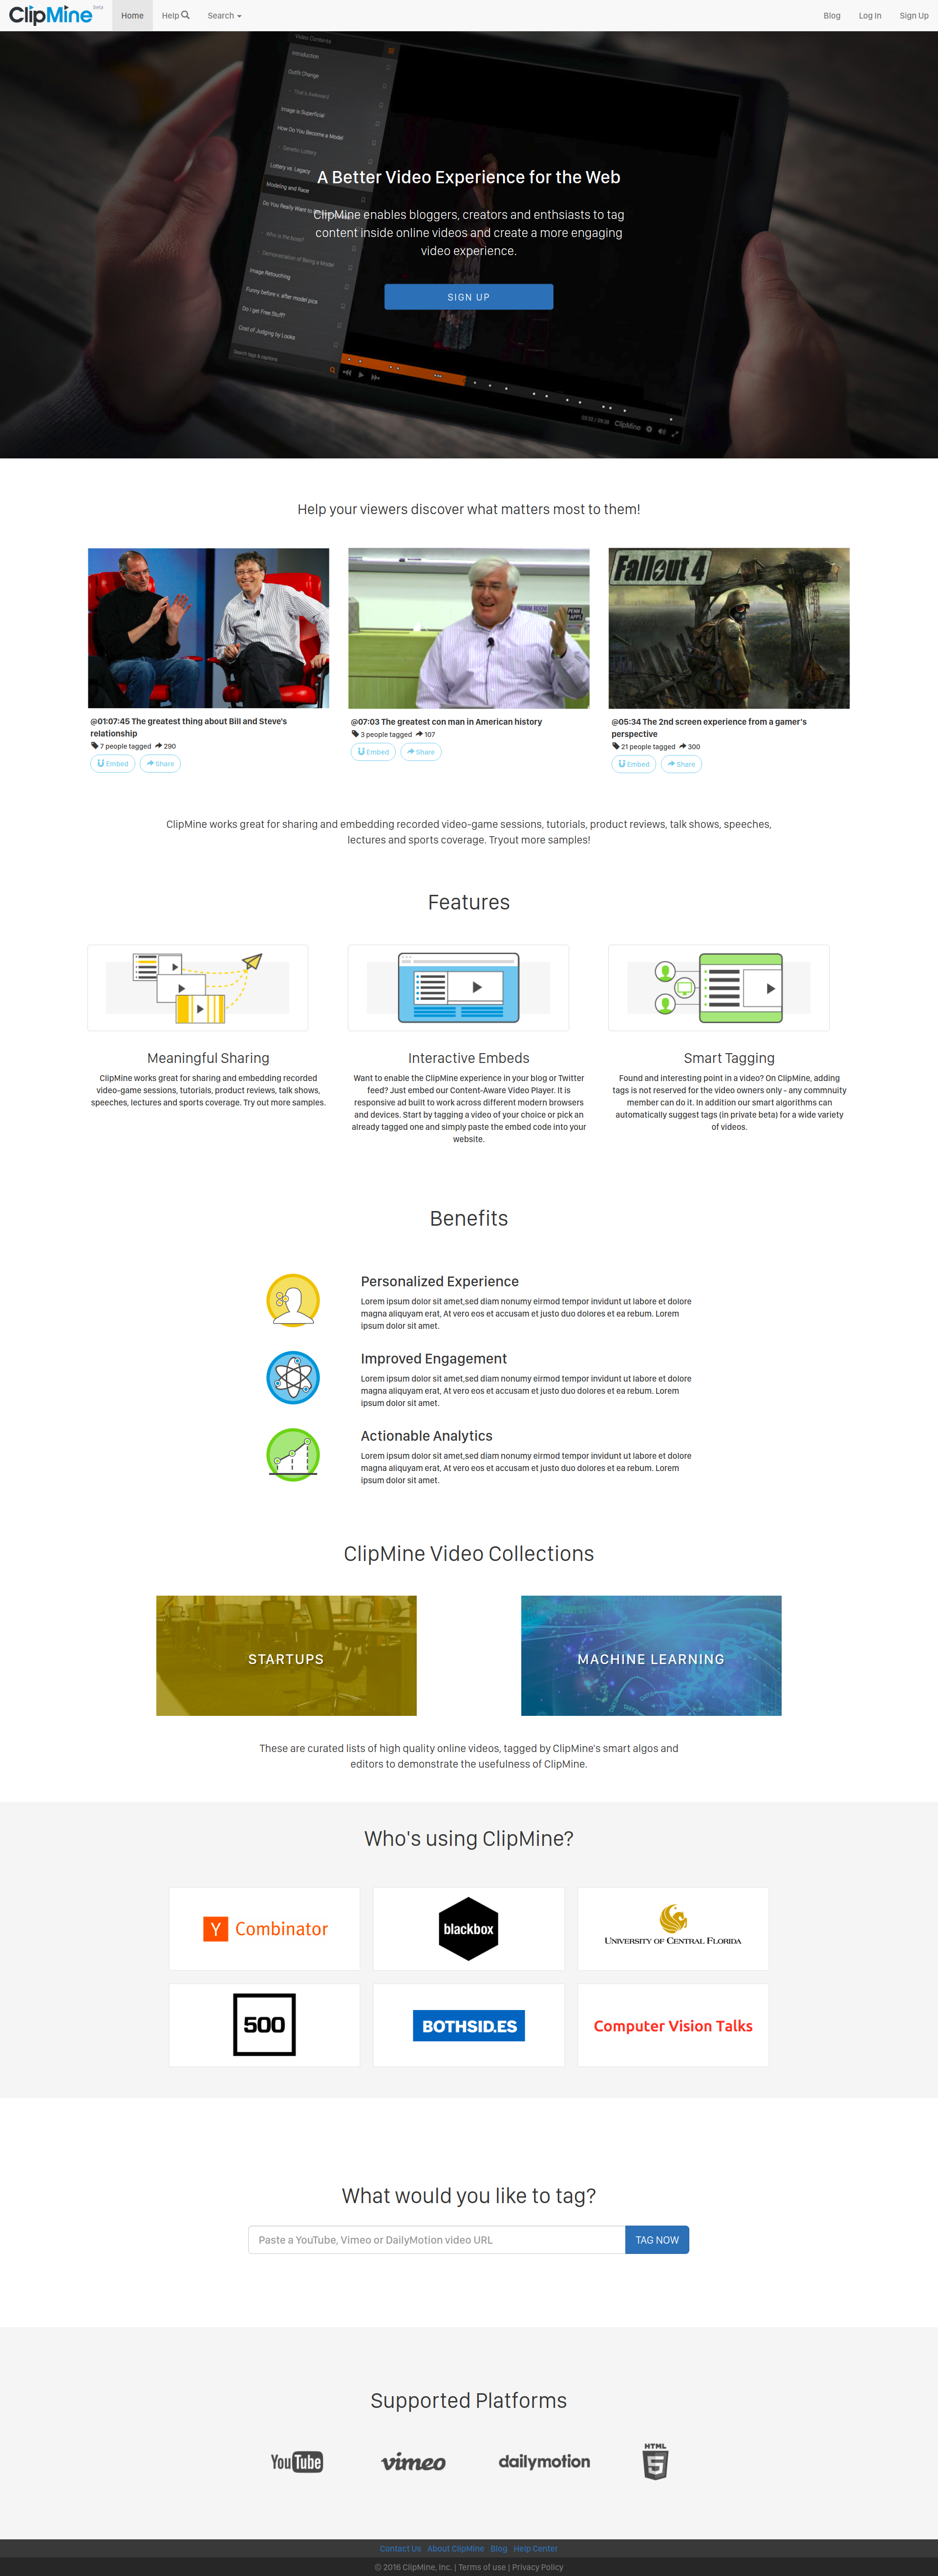 ClipMine beta
Home
Help
Search
Blog
Log In
Sign Up
Video Contents
Introduction
Outfit Change
- That's Awkward
Image is Superficial
How Do You Become a Model
- Genetic Lottery
Lottery vs. Legacy
Modeling and Race
Do You Really Want to
- Who is the boss?
- Demonstration of Being a Model
Image Retouching
Funny before v. after model pics
Do I get Free Stuff?
Cost of Judging by Looks
Search tags & captions
ClipMine
A Better Video Experience for the Web
ClipMine enables bloggers, creators and enthsiasts to tag
content inside online videos and create a more engaging
video experience.
SIGN UP
Help your viewers discover what matters most to them!
Fallout 4
@01:07:45 The greatest thing about Bill and Steve's
relationship
7 people tagged 290
Embed Share
@07:03 The greatest con man in American history
3 people tagged 107
Embed Share
@05:34 The 2nd screen experience from a gamer's
perspective
21 people tagged 300
Embed Share
ClipMine works great for sharing and embedding recorded video-game sessions, tutorials, product reviews, talk shows, speeches,
lectures and sports coverage. Tryout more samples!
Features
Meaningful Sharing
ClipMine works great for sharing and embedding recorded
video-game sessions, tutorials, product reviews, talk shows,
speeches, lectures and sports coverage. Try out more samples.
Interactive Embeds
Want to enable the ClipMine experience in your blog or Twitter
feed? Just embed our Content-Aware Video Player. It is
responsive ad built to work across different modern browsers
and devices. Start by tagging a video of your choice or pick an
already tagged one and simply paste the embed code into your
website.
Smart Tagging
Found and interesting point in a video? On ClipMine, adding
tags is not reserved for the video owners only - any commnuity
member can do it. In addition our smart algorithms can
automatically suggest tags (in private beta) for a wide variety
of videos.
Benefits
Personalized Experience
Lorem ipsum dolor sit amet,sed diam nonumy eirmod tempor invidunt ut labore et dolore
magna aliquyam erat, At vero eos et accusam et justo duo dolores et ea rebum. Lorem
ipsum dolor sit amet.
Improved Engagement
Lorem ipsum dolor sit amet,sed diam nonumy eirmod tempor invidunt ut labore et dolore
magna aliquyam erat, At vero eos et accusam et justo duo dolores et ea rebum. Lorem
ipsum dolor sit amet.
Actionable Analytics
Lorem ipsum dolor sit amet,sed diam nonumy eirmod tempor invidunt ut labore et dolore
magna aliquyam erat, At vero eos et accusam et justo duo dolores et ea rebum. Lorem
ipsum dolor sit amet.
ClipMine Video Collections
STARTUPS
MACHINE LEARNING
These are curated lists of high quality online videos, tagged by ClipMine's smart algos and
editors to demonstrate the usefulness of ClipMine.
Who's using ClipMine?
Y Combinator
blackbox
UNIVERSITY OF CENTRAL FLORIDA
500
BOTHSID.ES
Computer Vision Talks
What would you like to tag?
Paste a YouTube, Vimeo or DailyMotion video URL
TAG NOW
Supported Platforms
YouTube
vimeo
dailymotion
HTML
5
Contact Us About ClipMine Blog Help Center
© 2016 ClipMine, Inc. | Terms of use | Privacy Policy